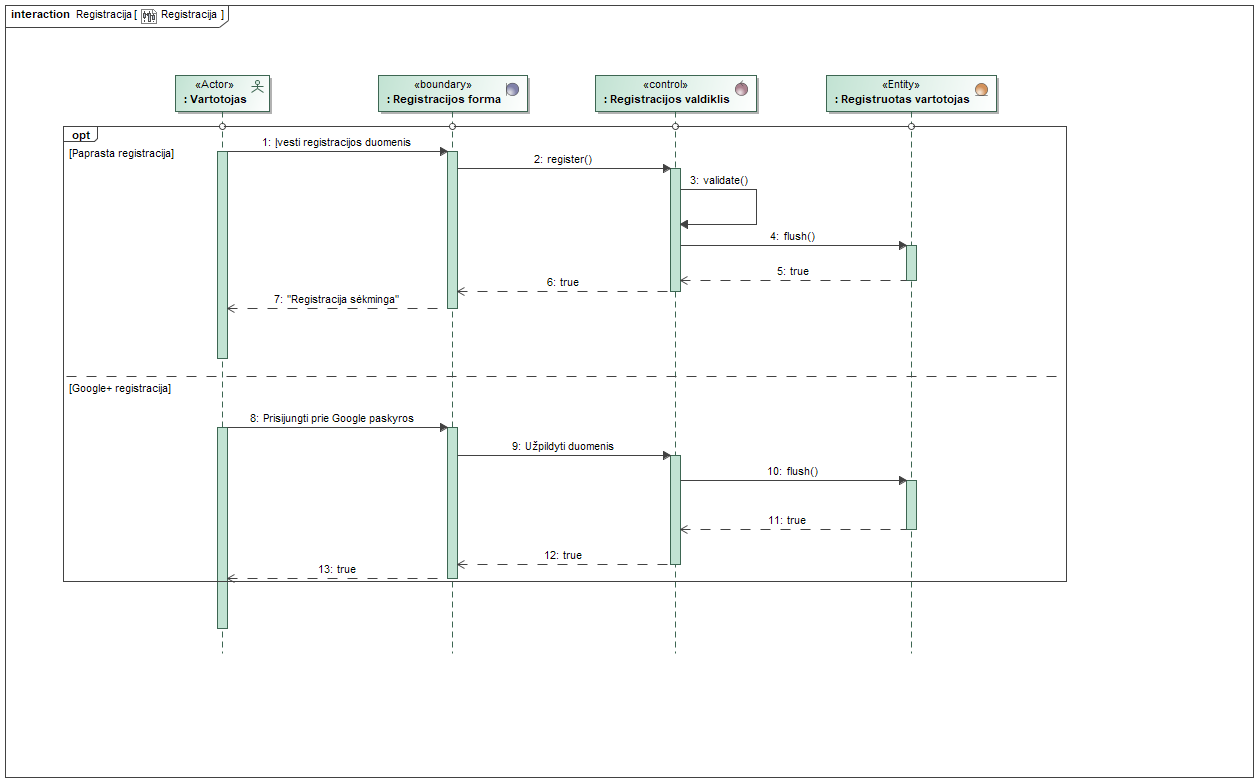 interaction Registracija [ Registracija ]
«Actor»
: Vartotojas
«boundary»
: Registracijos forma
«control»
: Registracijos valdiklis
«Entity»
: Registruotas vartotojas
opt
[Paprasta registracija]
1: Įvesti registracijos duomenis
2: register()
3: validate()
4: flush()
5: true
6: true
7: "Registracija sėkminga"
[Google+ registracija]
8: Prisijungti prie Google paskyros
9: Užpildyti duomenis
10: flush()
11: true
12: true
13: true